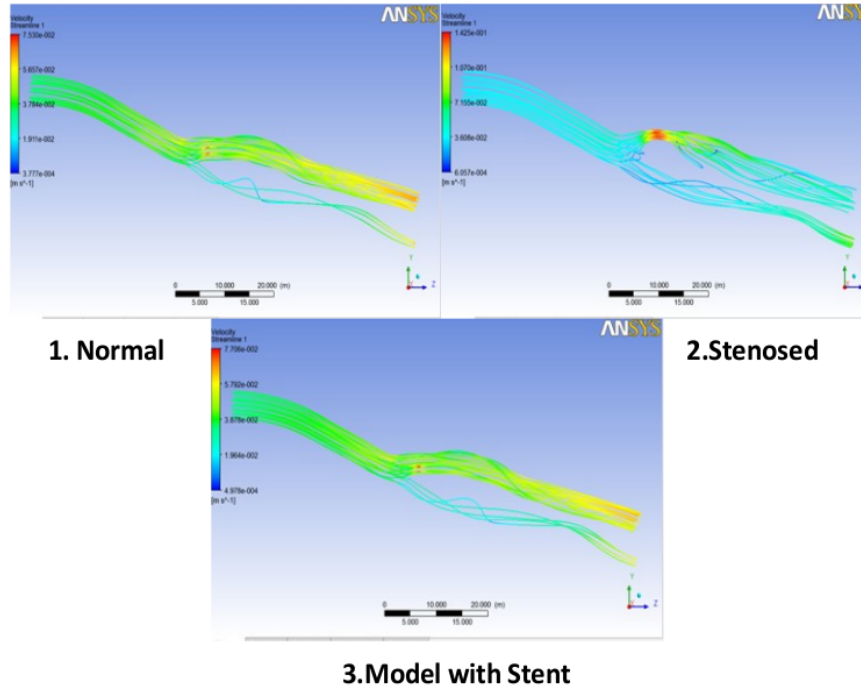 ANSYS
Velocity
Streamline 1
7.530e-002
5.657e-002
3.784e-002
1.911e-002
3.777e-004
[m s^-1]
0 10.000 20.000 (m)
5.000 15.000
Y
Z
ANSYS
Velocity
Streamline 1
1.425e-001
1.070e-001
7.155e-002
3.608e-002
6.057e-004
[m s^-1]
0 10.000 20.000 (m)
5.000 15.000
Y
Z
1. Normal
2.Stenosed
ANSYS
Velocity
Streamline 1
7.706e-002
5.792e-002
3.878e-002
1.964e-002
4.978e-004
[m s^-1]
0 10.000 20.000 (m)
5.000 15.000
Y
Z
3.Model with Stent